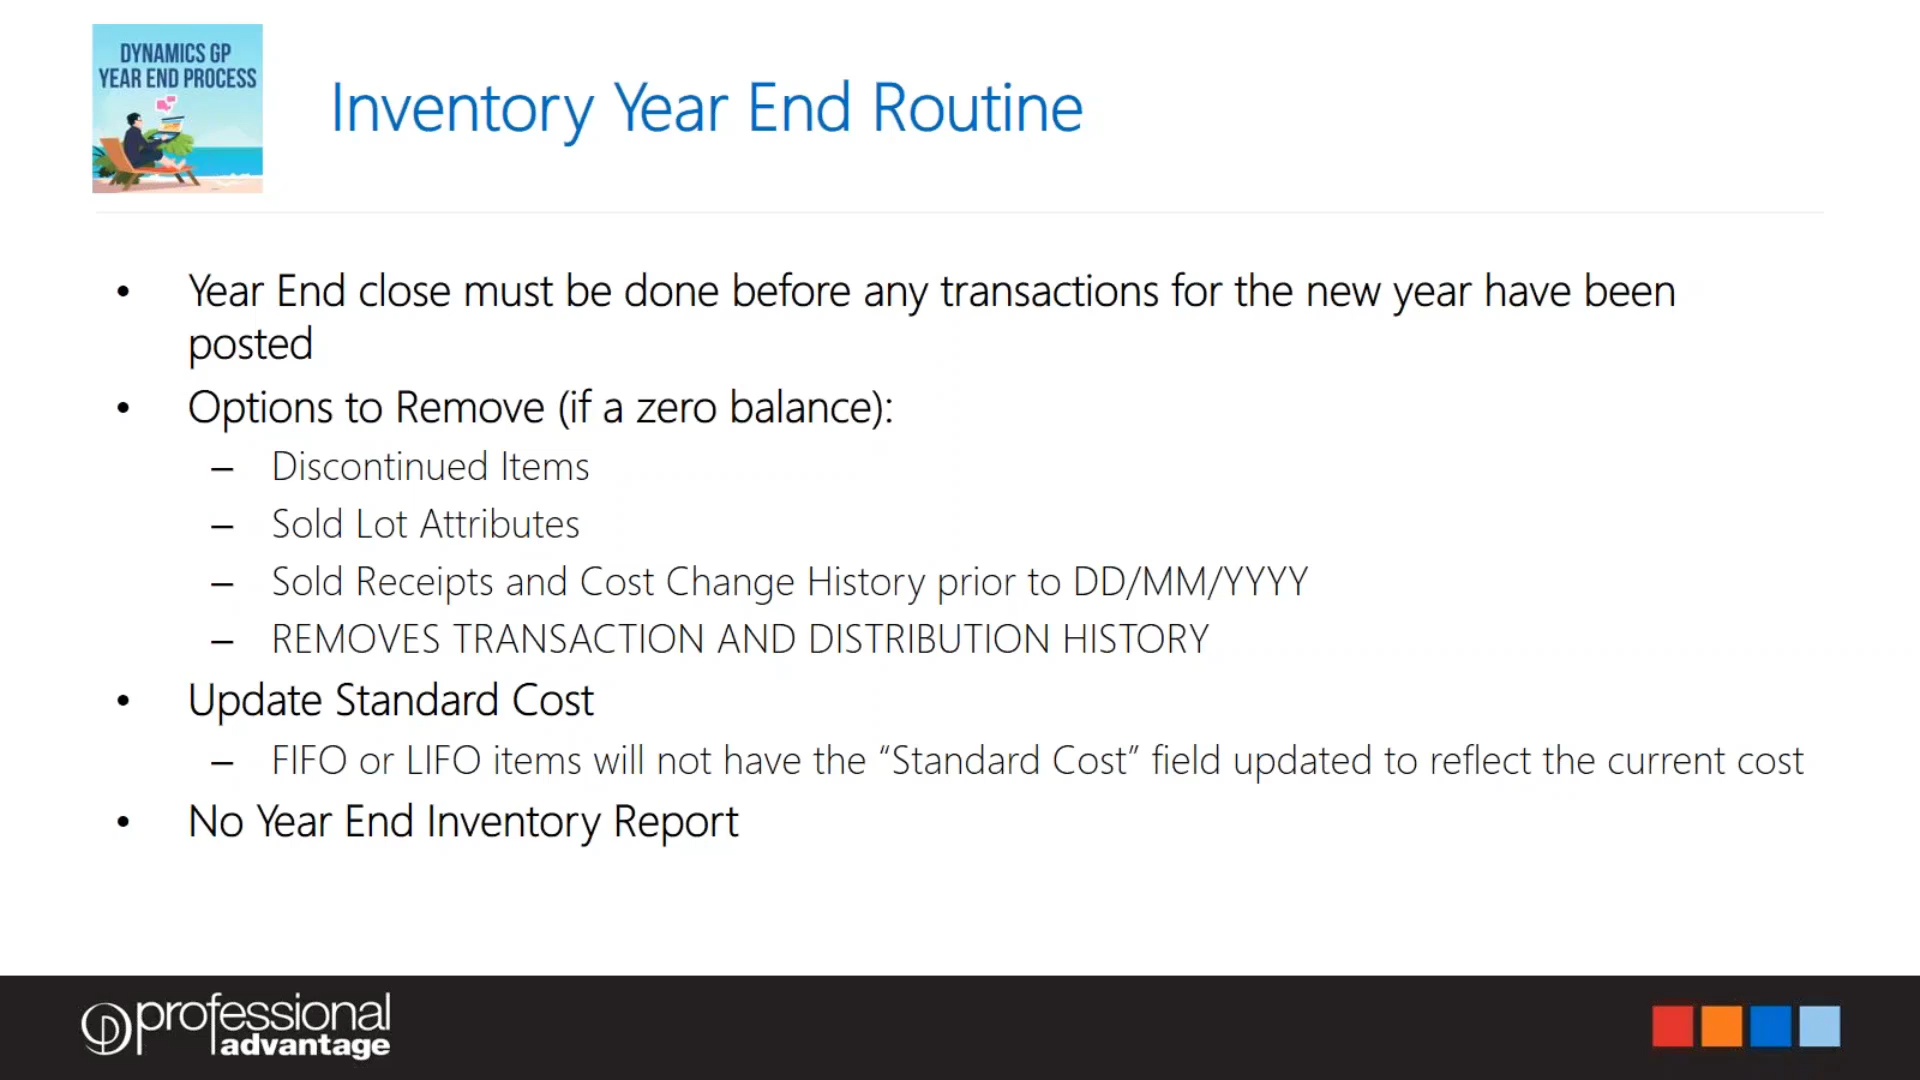 DYNAMICS GP
YEAR END PROCESS
Inventory Year End Routine
• Year End close must be done before any transactions for the new year have been
posted
• Options to Remove (if a zero balance):
– Discontinued Items
– Sold Lot Attributes
– Sold Receipts and Cost Change History prior to DD/MM/YYYY
– REMOVES TRANSACTION AND DISTRIBUTION HISTORY
• Update Standard Cost
– FIFO or LIFO items will not have the “Standard Cost” field updated to reflect the current cost
• No Year End Inventory Report
professional
advantage